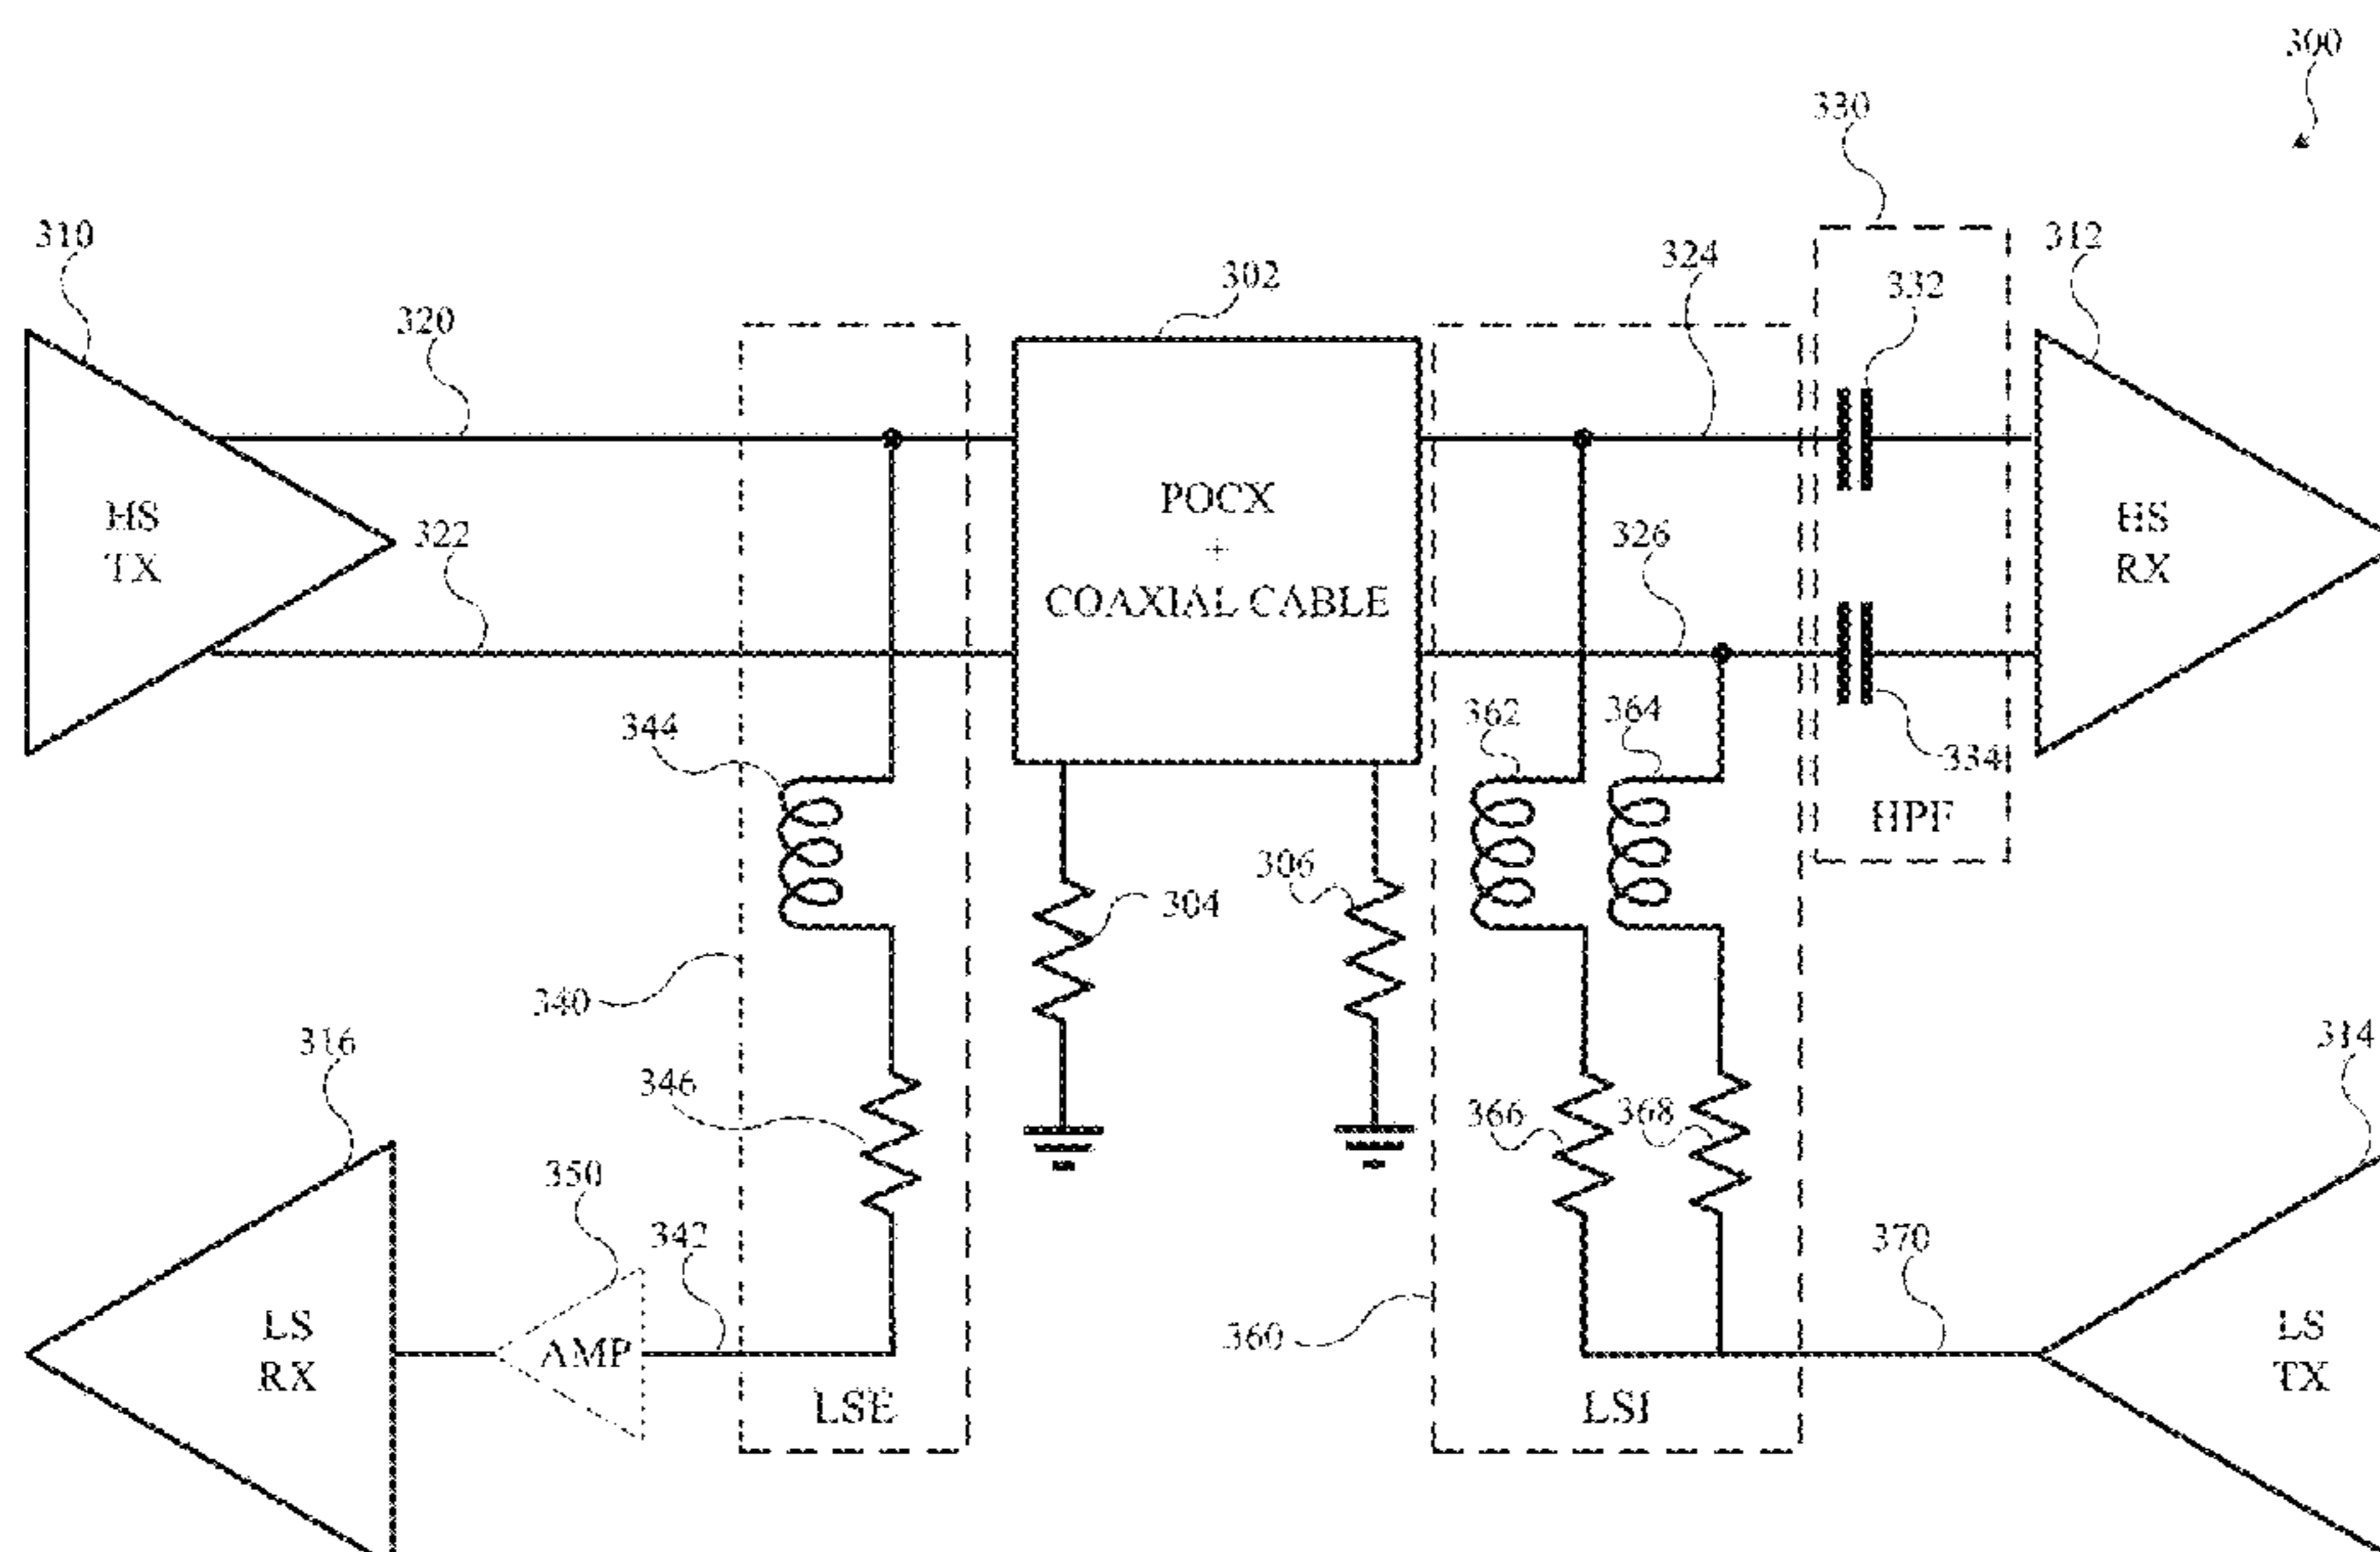 300
330
310
312
302
324
332
320
POCX
+
COAXIAL CABLE
HS
TX
HS
RX
322
326
344
362
364
334
HPF
306
304
340
316
314
346
366
368
350
342
370
360
LS
RX
AMP
LS
TX
LSE
LSI